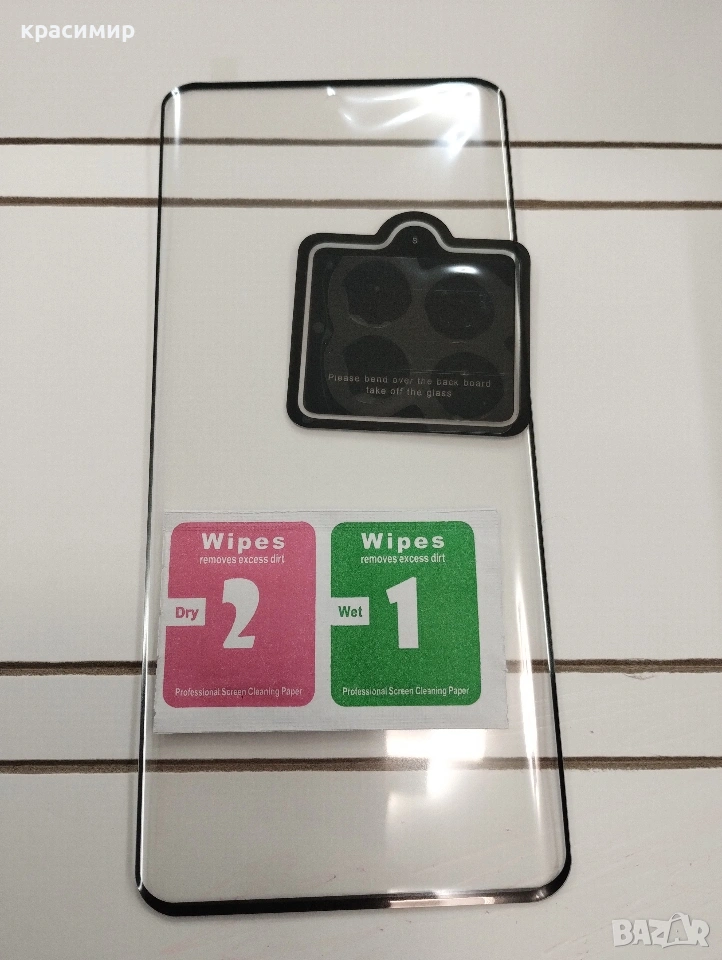 красимир
s
Please bend over the back board
take off the glass
Wipes
removes excess dirt
Dry
2
Professional Screen Cleaning Paper
Wipes
removes excess dirt
Wet
1
Professional Screen Cleaning Paper
BAZAR